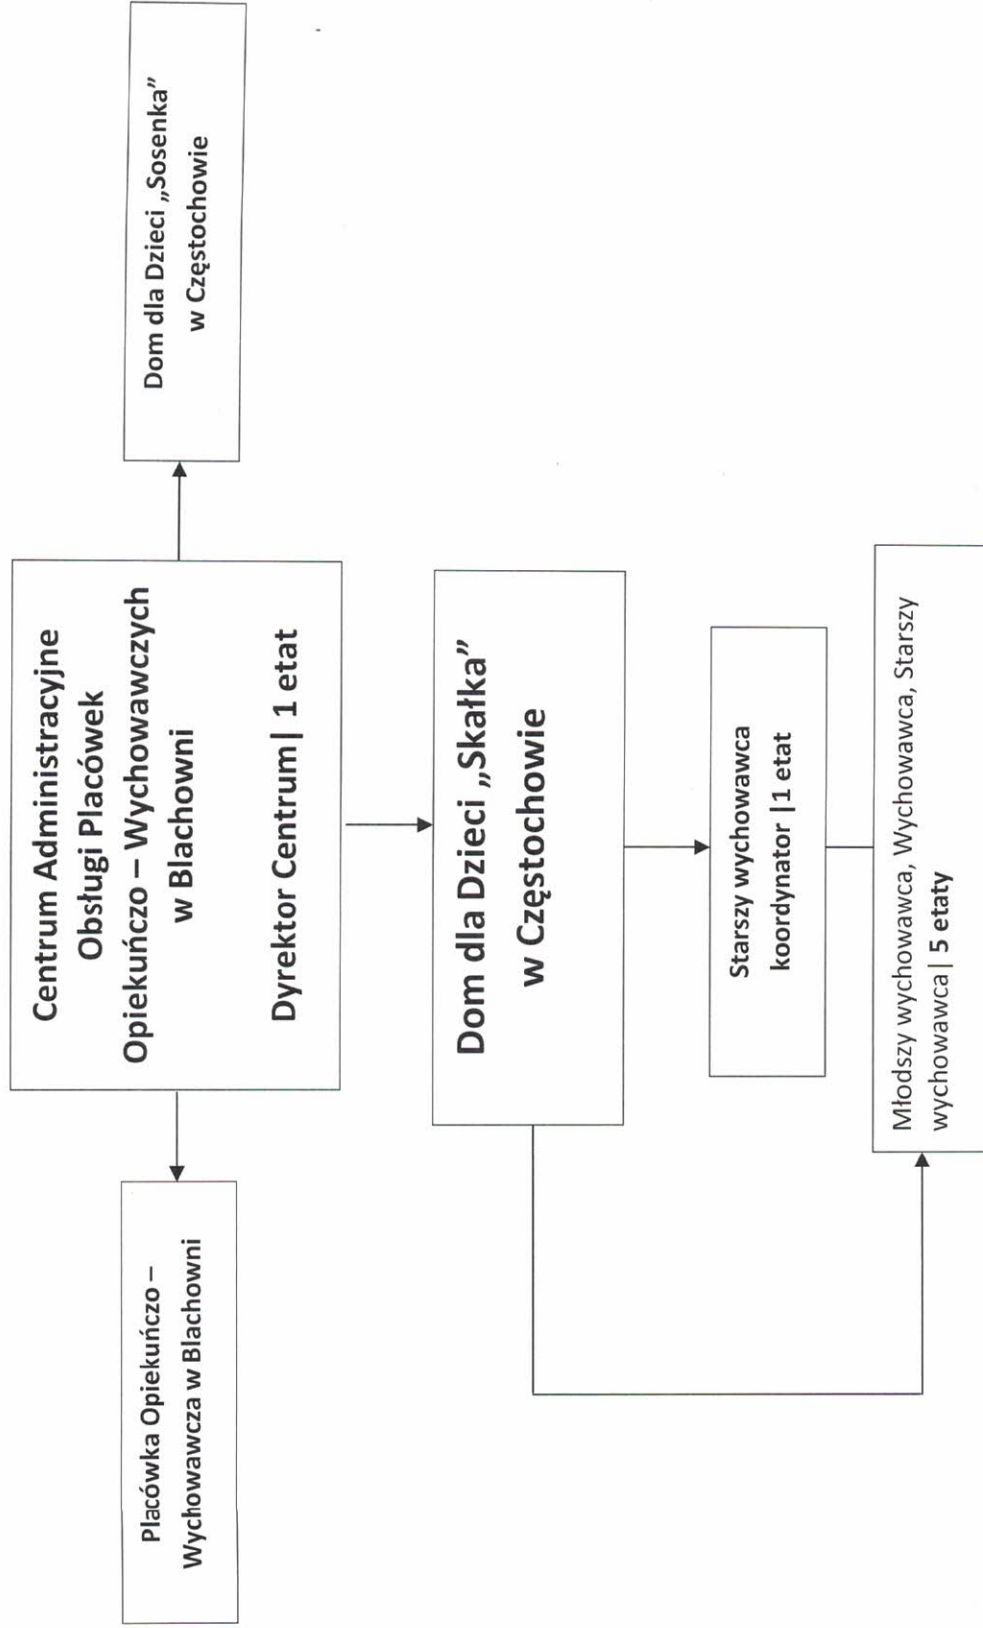 Centrum Administracyjne
Obsługi Placówek
Opiekuńczo – Wychowawczych
w Blachowni
Dyrektor Centrum| 1 etat
Placówka Opiekuńczo –
Wychowawcza w Blachowni
Dom dla Dzieci „Sosenka”
w Częstochowie
Dom dla Dzieci „Skałka”
w Częstochowie
Starszy wychowawca
koordynator |1 etat
Młodszy wychowawca, Wychowawca, Starszy
wychowawca| 5 etaty